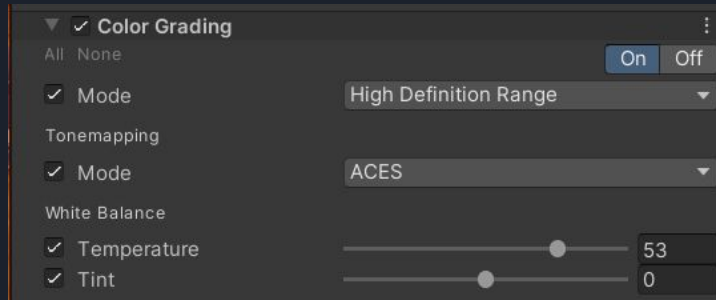 Color Grading
All None On Off
Mode High Definition Range
Tonemapping
Mode ACES
White Balance
Temperature 53
Tint 0